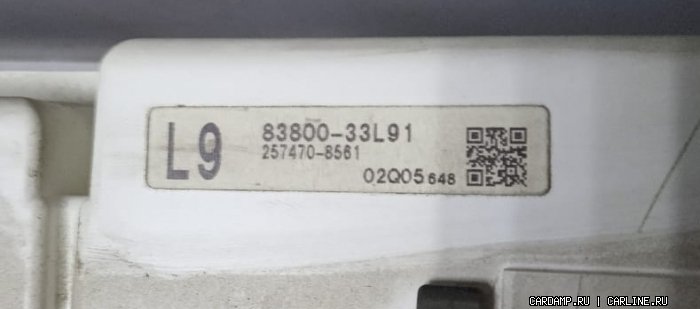 L9
83800-33L91
257470-8561
02Q05 648
CARDAMP.RU | CARLINE.RU